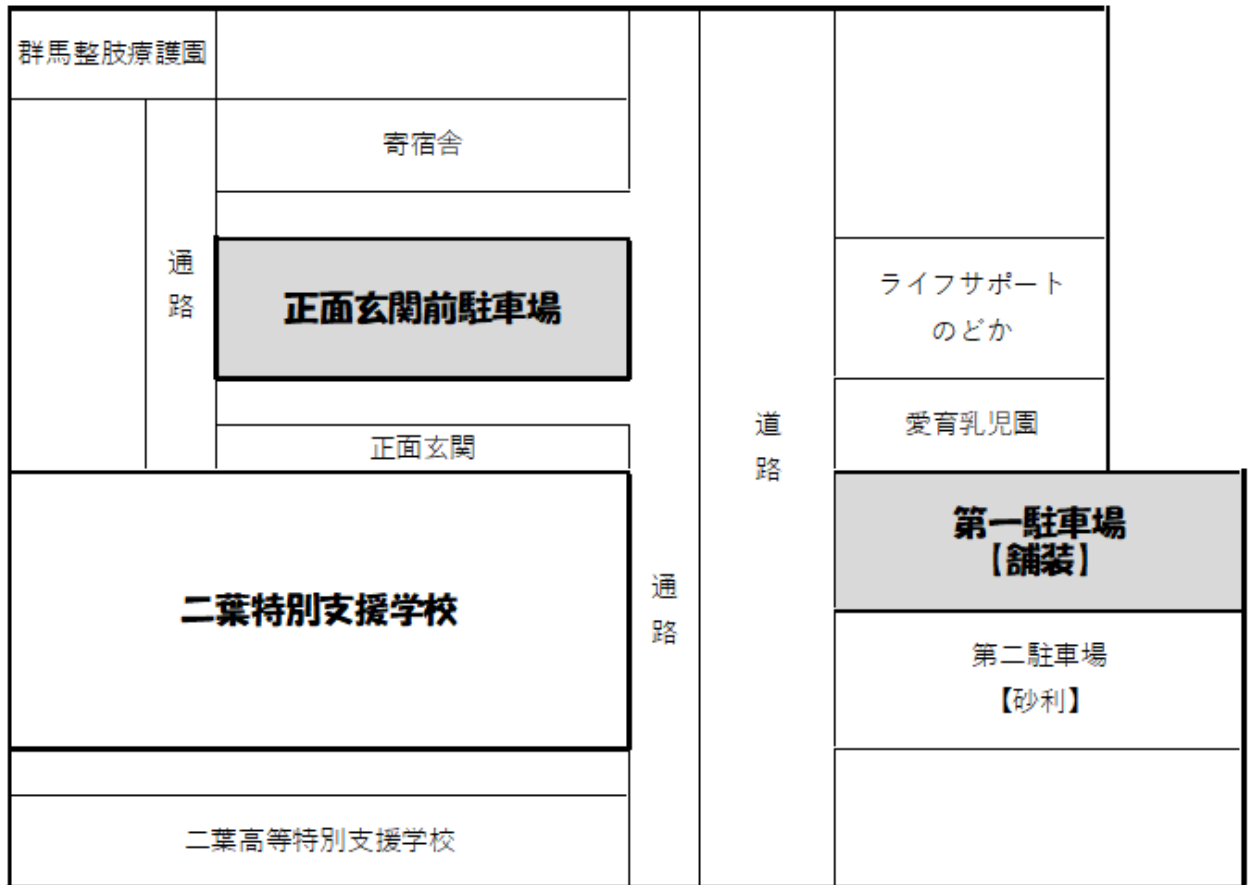 群馬整肢療護園
寄宿舎
通
路
正面玄関前駐車場
ライフサポート
のどか
道
路
愛育乳児園
正面玄関
第一駐車場
【舗装】
二葉特別支援学校
通
路
第二駐車場
【砂利】
二葉高等特別支援学校